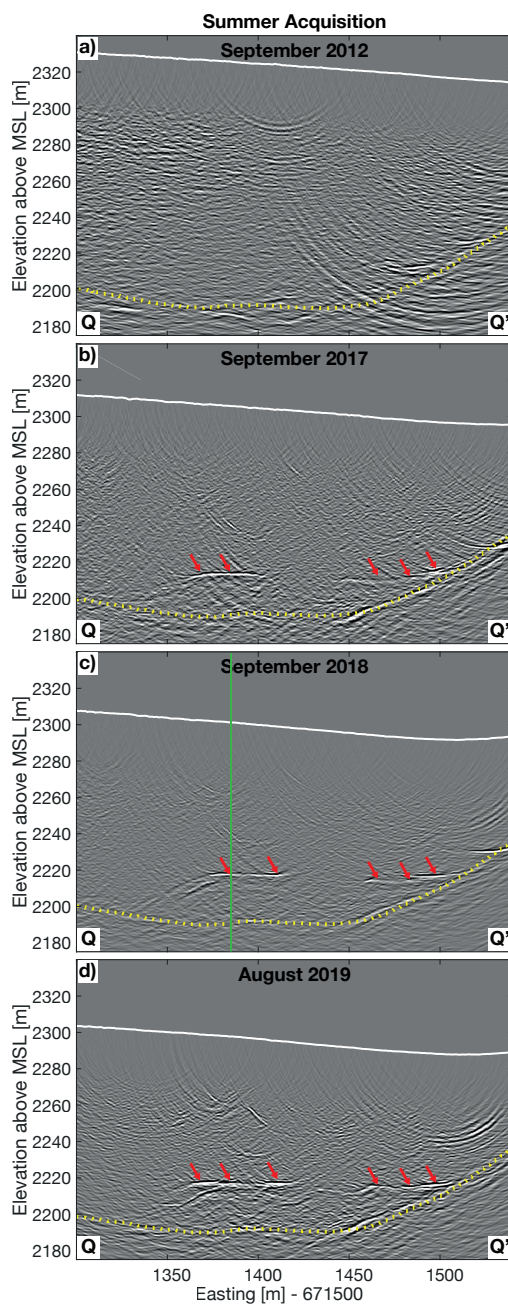 Summer Acquisition
a)
September 2012
Elevation above MSL [m]
2320
2300
2280
2260
2240
2220
2200
2180
Q
Q'
b)
September 2017
Elevation above MSL [m]
2320
2300
2280
2260
2240
2220
2200
2180
Q
Q'
c)
September 2018
Elevation above MSL [m]
2320
2300
2280
2260
2240
2220
2200
2180
Q
Q'
d)
August 2019
Elevation above MSL [m]
2320
2300
2280
2260
2240
2220
2200
2180
Q
Q'
1350 1400 1450 1500
Easting [m] - 671500